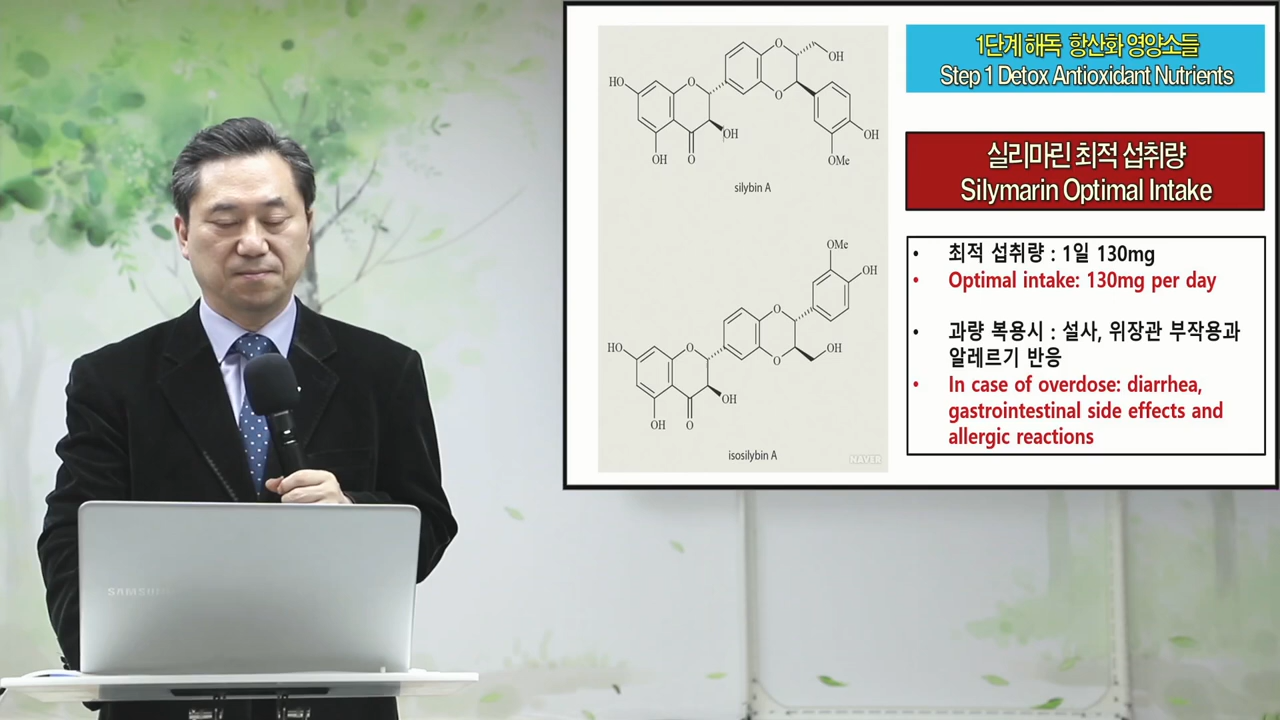 1단계 해독 항산화 영양소들
Step 1 Detox Antioxidant Nutrients
실리마린 최적 섭취량
Silymarin Optimal Intake
• 최적 섭취량 : 1일 130mg
• Optimal intake: 130mg per day
• 과량 복용시 : 설사, 위장관 부작용과
알레르기 반응
• In case of overdose: diarrhea,
gastrointestinal side effects and
allergic reactions
O
OH
HO
O
O
OH
OH
O
OH
OMe
silybin A
OMe
OH
O
HO
O
OH
O
OH
OH
O
isosilybin A
NAVER
SAMSUNG